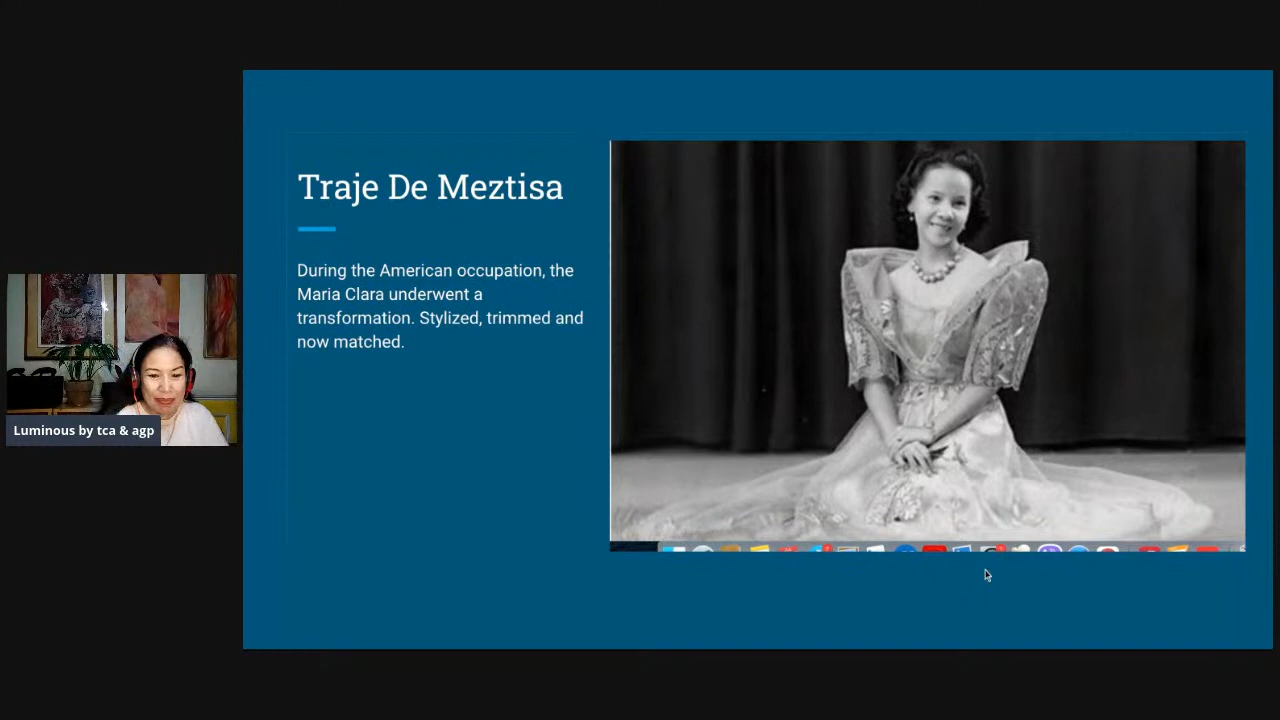 Traje De Meztisa
During the American occupation, the
Maria Clara underwent a
transformation. Stylized, trimmed and
now matched.
Luminous by tca & agp